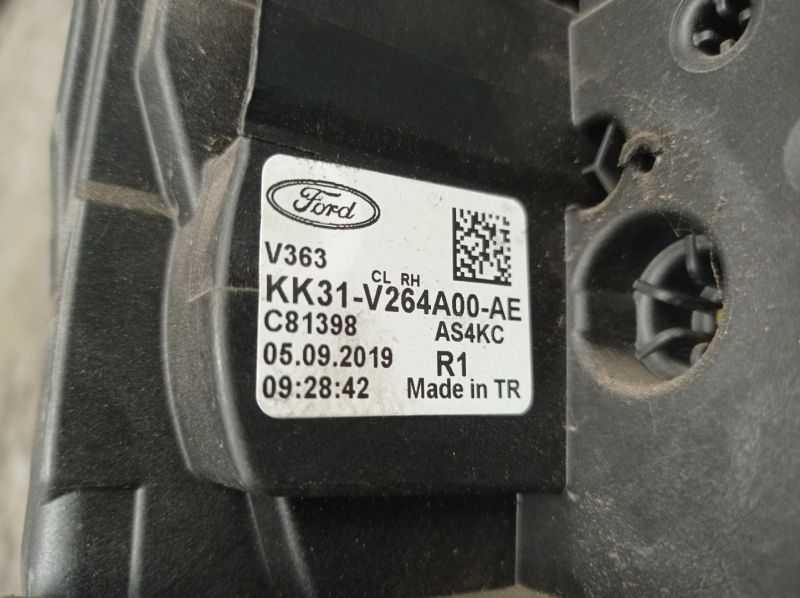 Ford
V363
CL RH
KK31-V264A00-AE
C81398 AS4KC
05.09.2019 R1
09:28:42 Made in TR